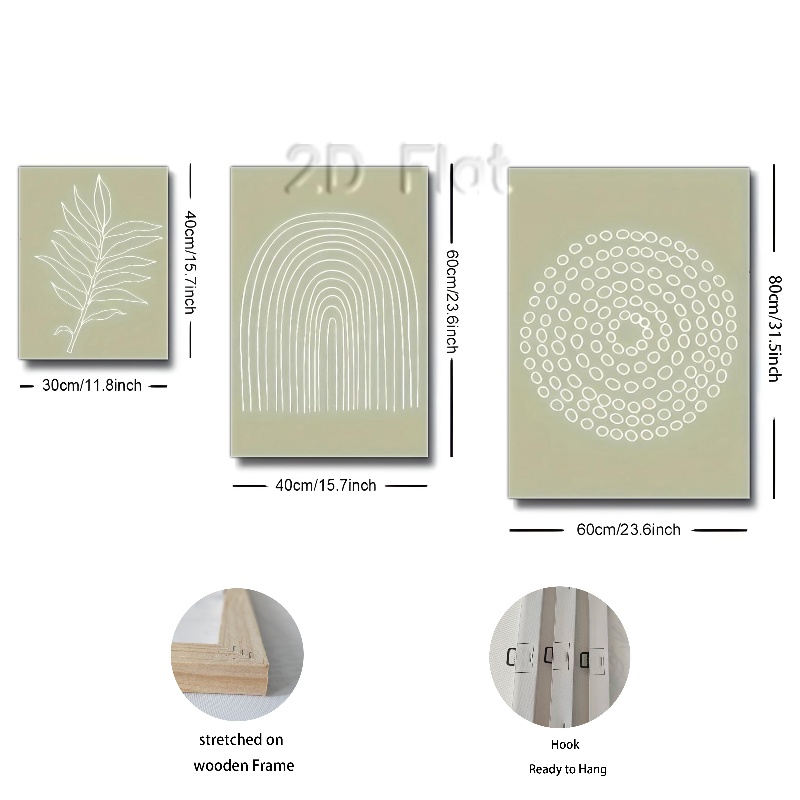 2D Flat
40cm/15.7inch
30cm/11.8inch
60cm/23.6inch
40cm/15.7inch
80cm/31.5inch
60cm/23.6inch
stretched on
wooden Frame
Hook
Ready to Hang